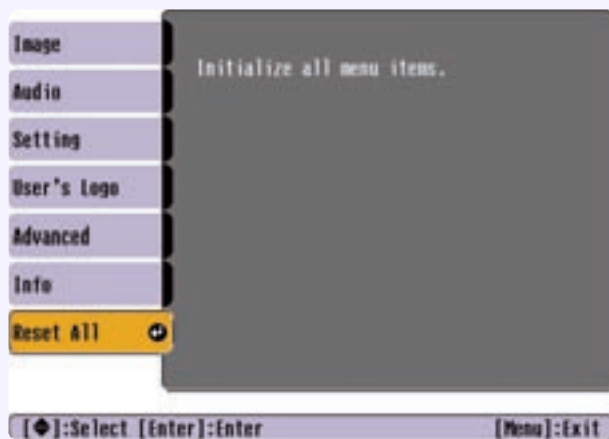 Image
Initialize all menu items.
Audio
Setting
User's Logo
Advanced
Info
Reset All
[◆]:Select [Enter]:Enter [Menu]:Exit